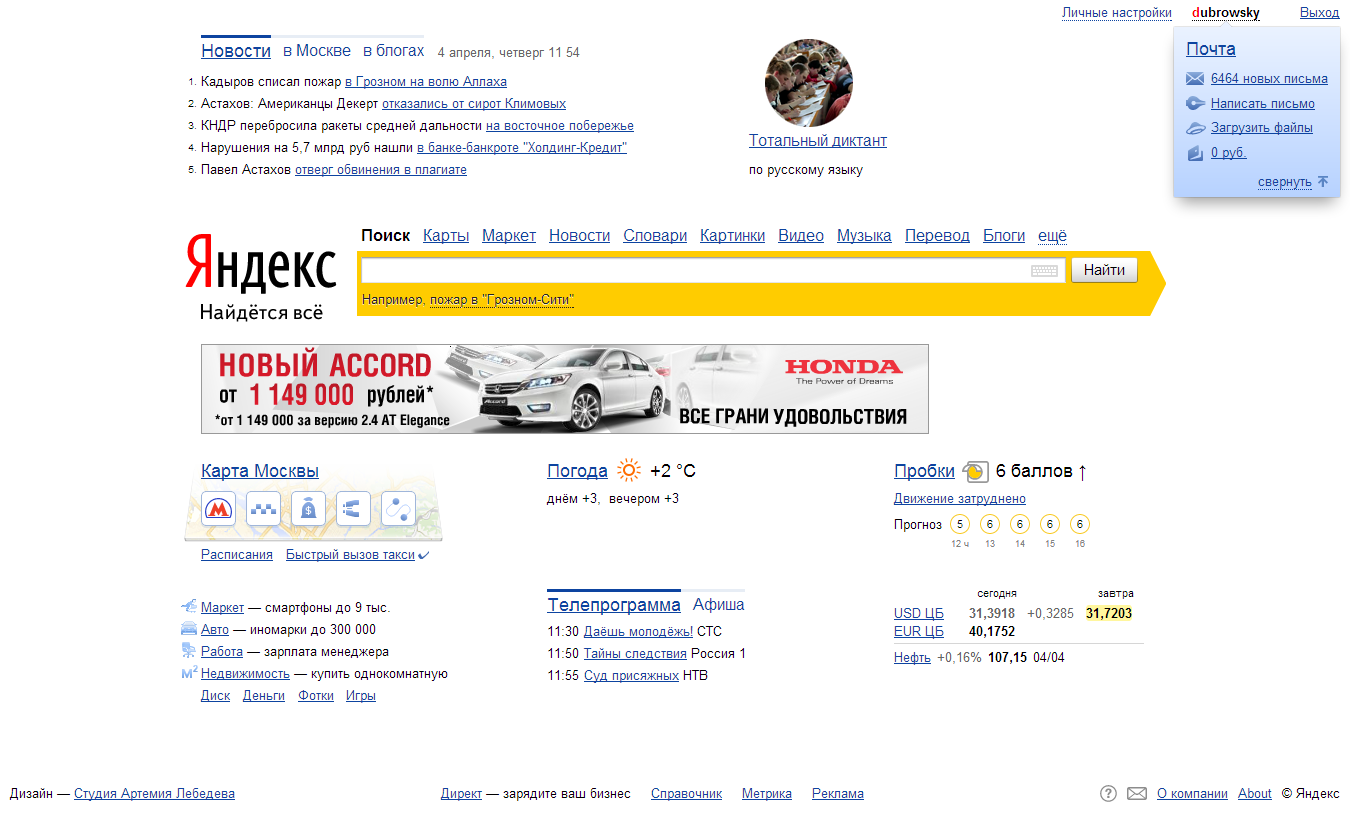 Личные настройки dubrowsky Выход
Новости в Москве в блогах 4 апреля, четверг 11 54
1. Кадыров списал пожар в Грозном на волю Аллаха
2. Астахов: Американцы Декерт отказались от сирот Климовых
3. КНДР перебросила ракеты средней дальности на восточное побережье
4. Нарушения на 5,7 млрд руб нашли в банке-банкроте "Холдинг-Кредит"
5. Павел Астахов отверг обвинения в плагиате
Тотальный диктант
по русскому языку
Почта
6464 новых письма
Написать письмо
Загрузить файлы
0 руб.
свернуть
Яндекс
Найдётся всё
Поиск Карты Маркет Новости Словари Картинки Видео Музыка Перевод Блоги ещё
Найти
Например, пожар в "Грозном-Сити"
НОВЫЙ ACCORD
от 1 149 000 рублей*
*от 1 149 000 за версию 2.4 AT Elegance
HONDA
The Power of Dreams
ВСЕ ГРАНИ УДОВОЛЬСТВИЯ
Карта Москвы
Расписания Быстрый вызов такси
Погода +2 °C
днём +3, вечером +3
Пробки 6 баллов ↑
Движение затруднено
Прогноз 5 6 6 6 6
12 ч 13 14 15 16
Маркет — смартфоны до 9 тыс.
Авто — иномарки до 300 000
Работа — зарплата менеджера
М² Недвижимость — купить однокомнатную
Диск Деньги Фотки Игры
Телепрограмма Афиша
11:30 Даёшь молодёжь! СТС
11:50 Тайны следствия Россия 1
11:55 Суд присяжных НТВ
сегодня завтра
USD ЦБ 31,3918 +0,3285 31,7203
EUR ЦБ 40,1752
Нефть +0,16% 107,15 04/04
Дизайн — Студия Артемия Лебедева
Директ — зарядите ваш бизнес Справочник Метрика Реклама
? О компании About © Яндекс